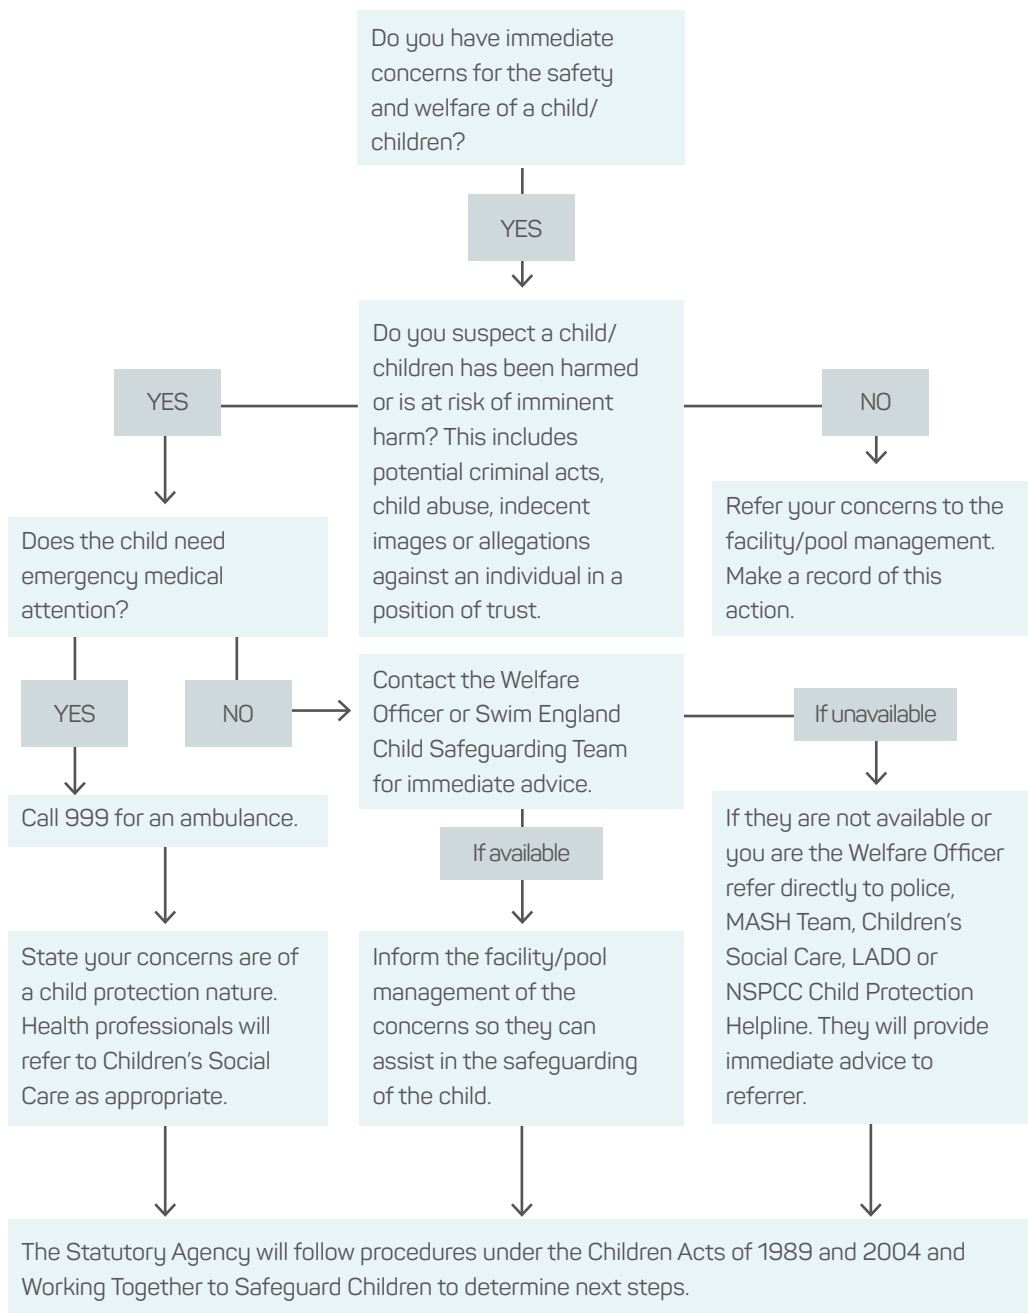 Do you have immediate
concerns for the safety
and welfare of a child/
children?
YES
Do you suspect a child/
children has been harmed
or is at risk of imminent
harm? This includes
potential criminal acts,
child abuse, indecent
images or allegations
against an individual in a
position of trust.
YES
NO
Does the child need
emergency medical
attention?
Refer your concerns to the
facility/pool management.
Make a record of this
action.
YES
NO
Contact the Welfare
Officer or Swim England
Child Safeguarding Team
for immediate advice.
If unavailable
Call 999 for an ambulance.
If available
If they are not available or
you are the Welfare Officer
refer directly to police,
MASH Team, Children's
Social Care, LADO or
NSPCC Child Protection
Helpline. They will provide
immediate advice to
referrer.
State your concerns are of
a child protection nature.
Health professionals will
refer to Children's Social
Care as appropriate.
Inform the facility/pool
management of the
concerns so they can
assist in the safeguarding
of the child.
The Statutory Agency will follow procedures under the Children Acts of 1989 and 2004 and
Working Together to Safeguard Children to determine next steps.